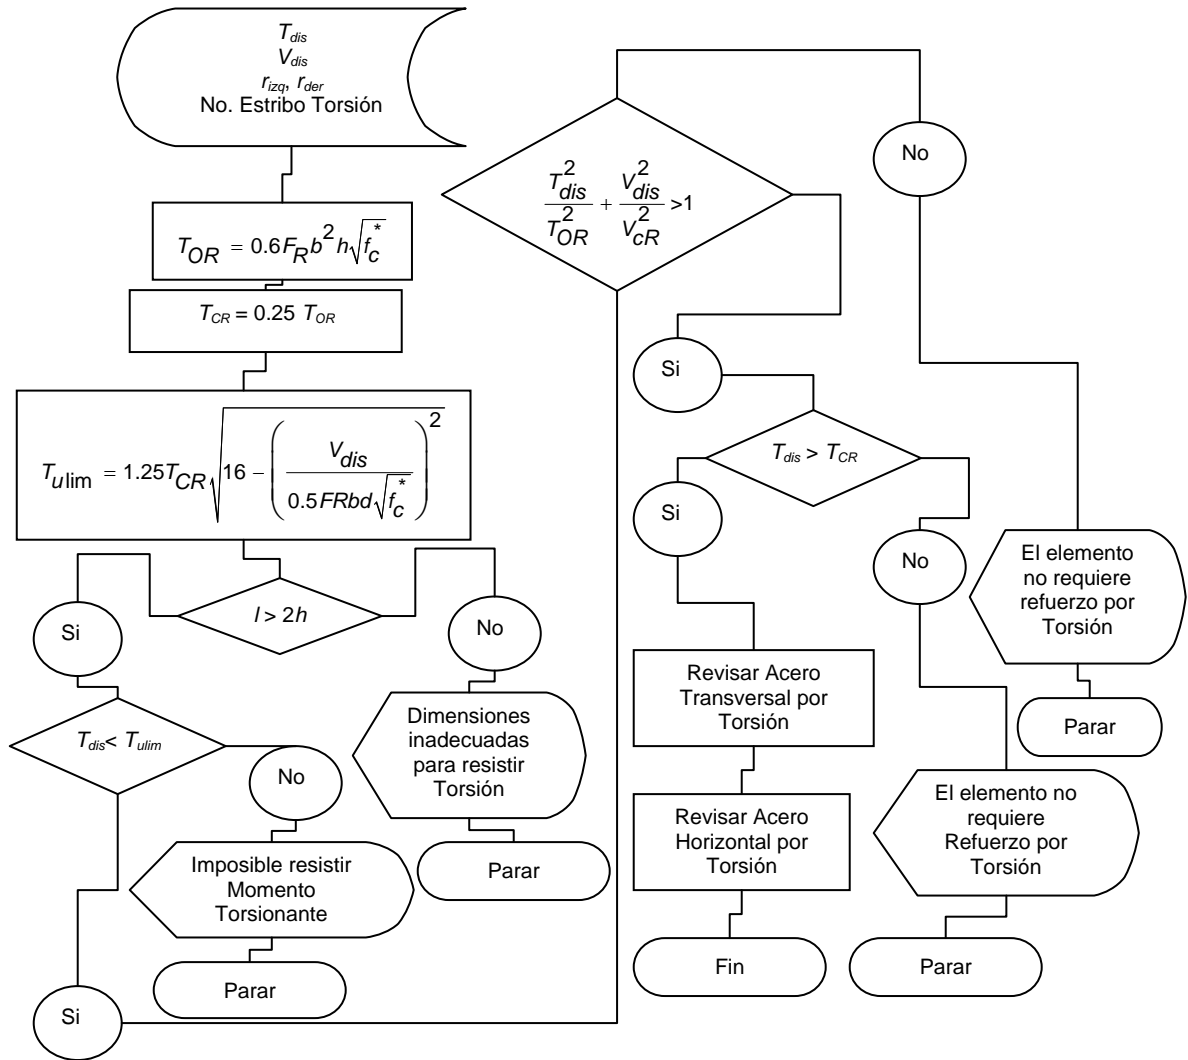 T_dis
V_dis
r_izq, r_der
No. Estribo Torsión
T_OR = 0.6F_R b^2 h√f_c^*
T_CR = 0.25 T_OR
T_ulim = 1.25T_CR √(16 − (V_dis / (0.5FRbd√f_c^*))^2)
l > 2h
Si
No
T_dis< T_ulim
Dimensiones
inadecuadas
para resistir
Torsión
Parar
No
Imposible resistir
Momento
Torsionante
Parar
Si
T_dis^2 / T_OR^2 + V_dis^2 / V_cR^2 >1
No
Si
T_dis > T_CR
Si
No
El elemento
no requiere
refuerzo por
Torsión
Parar
Revisar Acero
Transversal por
Torsión
Revisar Acero
Horizontal por
Torsión
Fin
El elemento no
requiere
Refuerzo por
Torsión
Parar